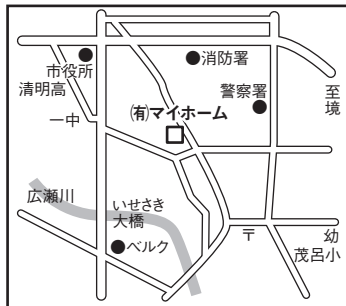 消防署
市役所
清明高
警察署
至境
㈲マイホーム
一中
広瀬川
いせさき
大橋
ベルク
〒
幼
茂呂小